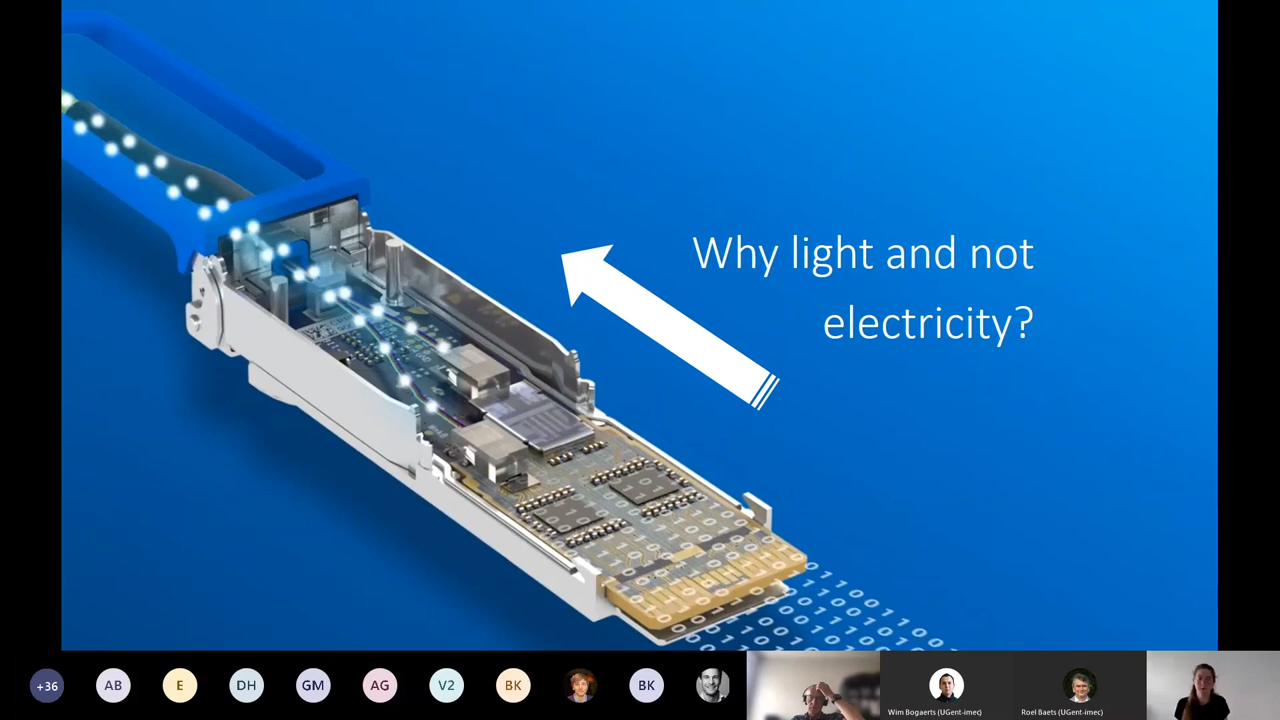 Why light and not
electricity?
+36
AB
E
DH
GM
AG
V2
BK
BK
Wim Bogaerts (UGent-imec)
Roel Baets (UGent-imec)